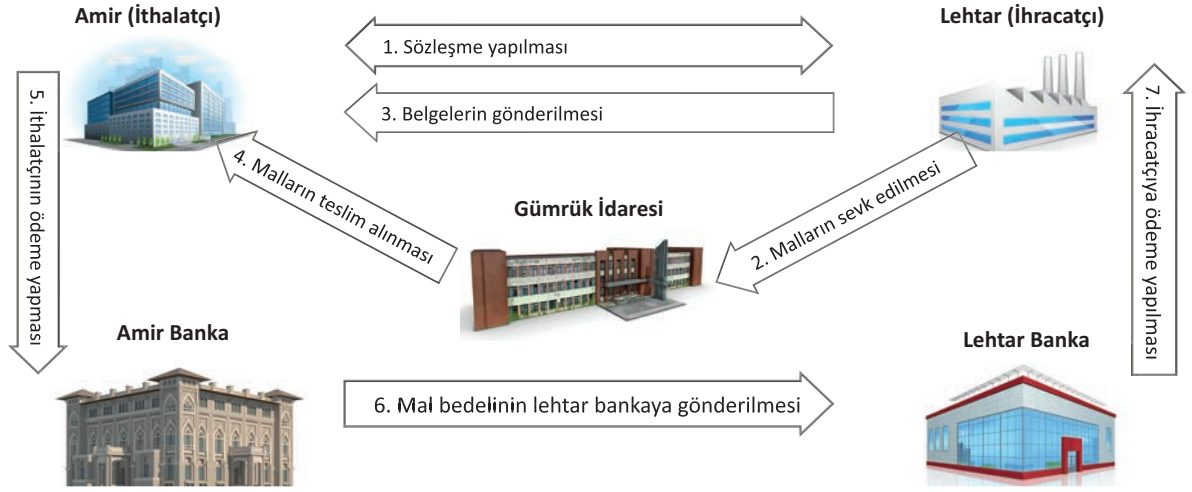 Amir (İthalatçı)
Lehtar (İhracatçı)
1. Sözleşme yapılması
3. Belgelerin gönderilmesi
5. İthalatçının ödeme yapması
7. İhracatçıya ödeme yapılması
4. Malların teslim alınması
2. Malların sevk edilmesi
Gümrük İdaresi
Amir Banka
Lehtar Banka
6. Mal bedelinin lehtar bankaya gönderilmesi